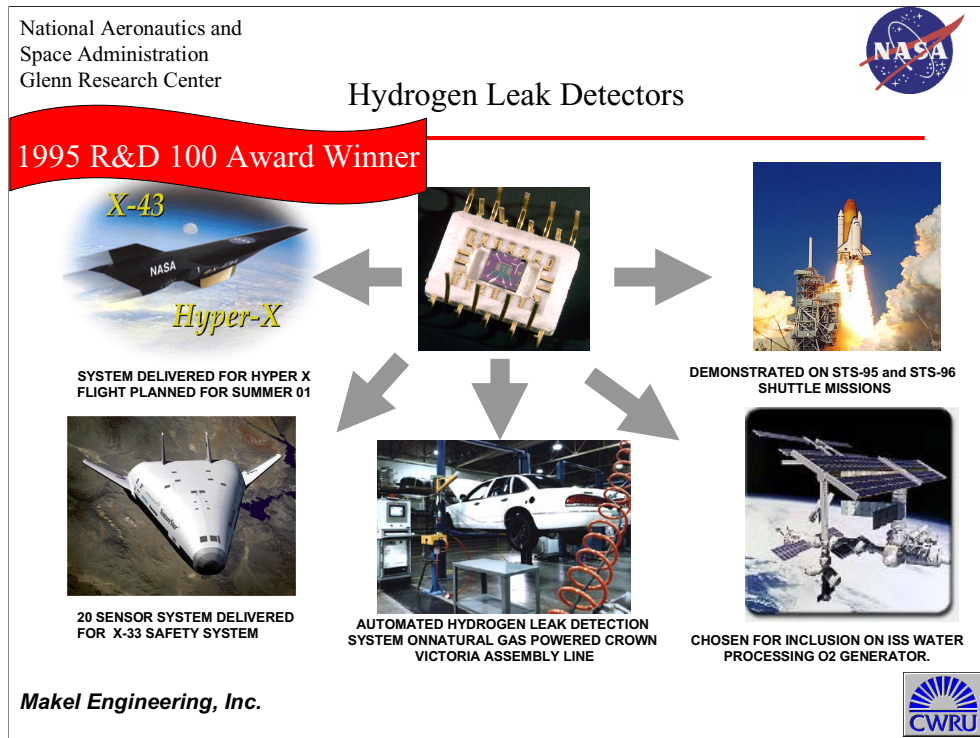 National Aeronautics and
Space Administration
Glenn Research Center
NASA
Hydrogen Leak Detectors
1995 R&D 100 Award Winner
X-43
NASA
Hyper-X
SYSTEM DELIVERED FOR HYPER X
FLIGHT PLANNED FOR SUMMER 01
DEMONSTRATED ON STS-95 and STS-96
SHUTTLE MISSIONS
20 SENSOR SYSTEM DELIVERED
FOR X-33 SAFETY SYSTEM
AUTOMATED HYDROGEN LEAK DETECTION
SYSTEM ONNATURAL GAS POWERED CROWN
VICTORIA ASSEMBLY LINE
CHOSEN FOR INCLUSION ON ISS WATER
PROCESSING O2 GENERATOR.
Makel Engineering, Inc.
CWRU